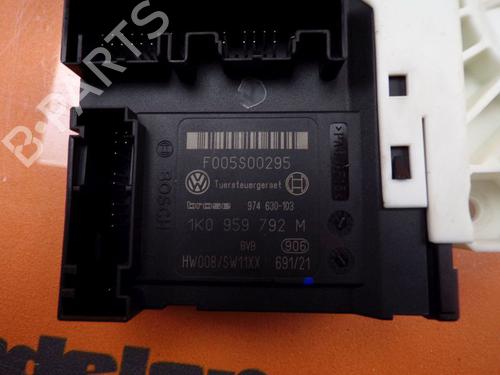 B-PARTS
F005S00295
Tuersteuergeraet
BOSCH
brose 974 630-103
1K0 959 792 M
BVB 906
HW008/SW11XX 691/21